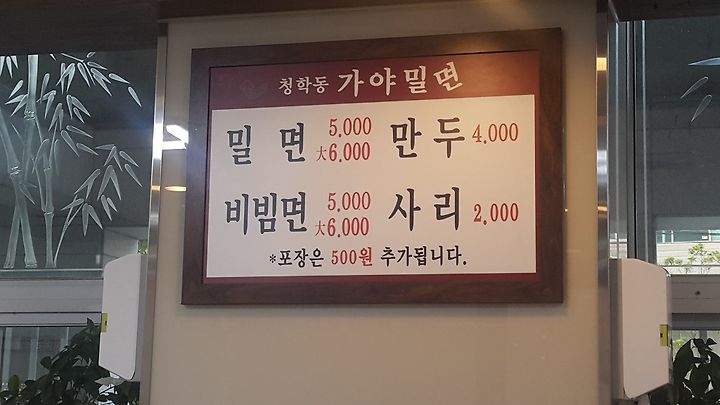 청학동 가야밀면
밀면 5.000 만두 4.000
大6.000
비빔면 5.000 사리 2.000
大6.000
*포장은 500원 추가됩니다.